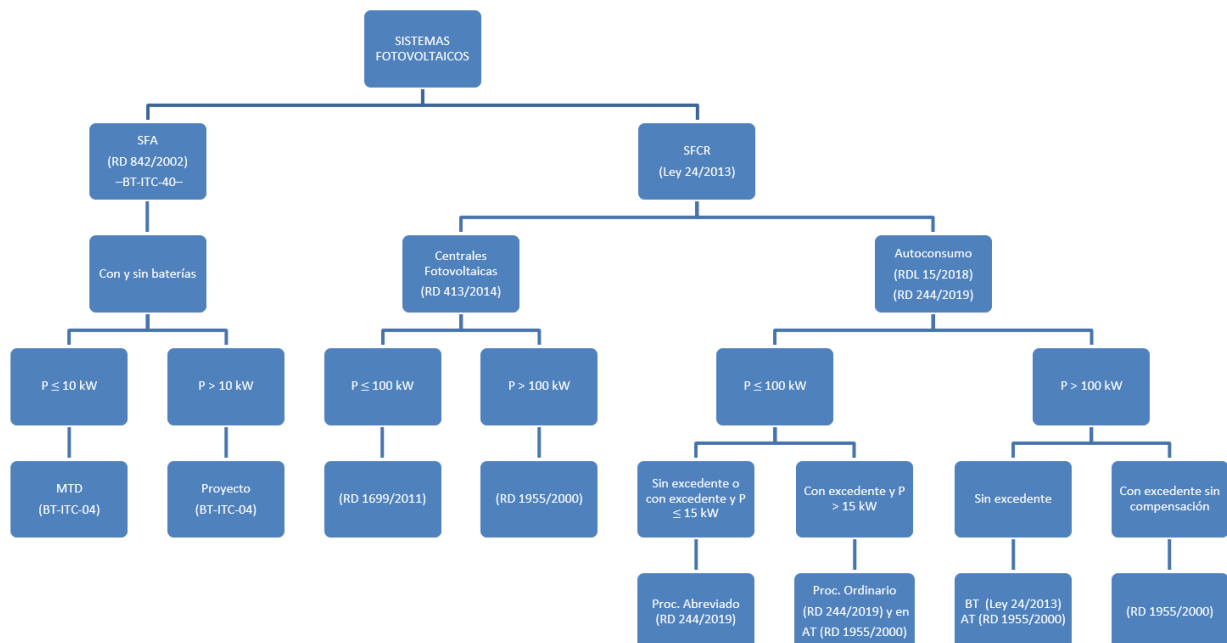 SISTEMAS
FOTOVOLTAICOS
SFA
(RD 842/2002)
–BT-ITC-40–
SFCR
(Ley 24/2013)
Con y sin baterías
Centrales
Fotovoltaicas
(RD 413/2014)
Autoconsumo
(RDL 15/2018)
(RD 244/2019)
P ≤ 10 kW
P > 10 kW
P ≤ 100 kW
P > 100 kW
P ≤ 100 kW
P > 100 kW
MTD
(BT-ITC-04)
Proyecto
(BT-ITC-04)
(RD 1699/2011)
(RD 1955/2000)
Sin excedente o
con excedente y P
≤ 15 kW
Con excedente y P
> 15 kW
Sin excedente
Con excedente sin
compensación
Proc. Abreviado
(RD 244/2019)
Proc. Ordinario
(RD 244/2019) y en
AT (RD 1955/2000)
BT (Ley 24/2013)
AT (RD 1955/2000)
(RD 1955/2000)